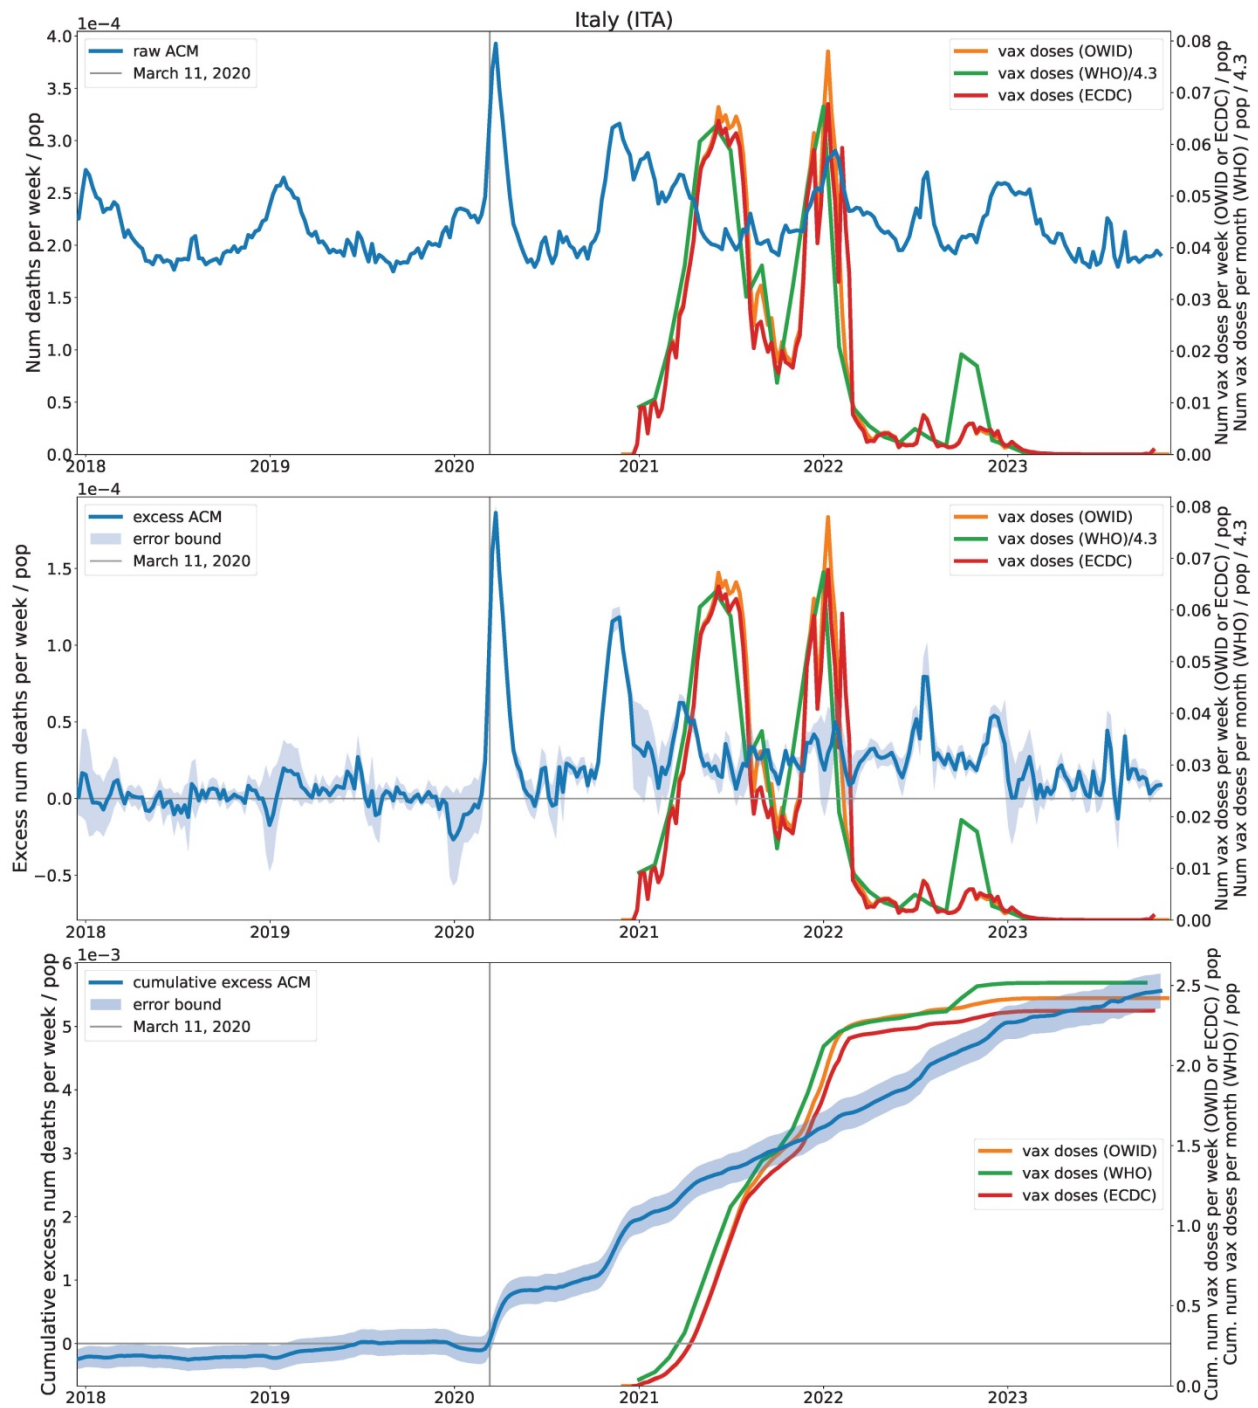 Italy (ITA)
1e−4
4.0
3.5
3.0
2.5
2.0
1.5
1.0
0.5
0.0
Num deaths per week / pop
raw ACM
March 11, 2020
vax doses (OWID)
vax doses (WHO)/4.3
vax doses (ECDC)
0.08
0.07
0.06
0.05
0.04
0.03
0.02
0.01
0.00
Num vax doses per week (OWID or ECDC) / pop
Num vax doses per month (WHO) / pop / 4.3
2018 2019 2020 2021 2022 2023
1e−4
1.5
1.0
0.5
0.0
−0.5
Excess num deaths per week / pop
excess ACM
error bound
March 11, 2020
vax doses (OWID)
vax doses (WHO)/4.3
vax doses (ECDC)
0.08
0.07
0.06
0.05
0.04
0.03
0.02
0.01
0.00
Num vax doses per week (OWID or ECDC) / pop
Num vax doses per month (WHO) / pop / 4.3
2018 2019 2020 2021 2022 2023
1e−3
6
5
4
3
2
1
0
Cumulative excess num deaths per week / pop
cumulative excess ACM
error bound
March 11, 2020
vax doses (OWID)
vax doses (WHO)
vax doses (ECDC)
2.5
2.0
1.5
1.0
0.5
0.0
Cum. num vax doses per week (OWID or ECDC) / pop
Cum. num vax doses per month (WHO) / pop
2018 2019 2020 2021 2022 2023